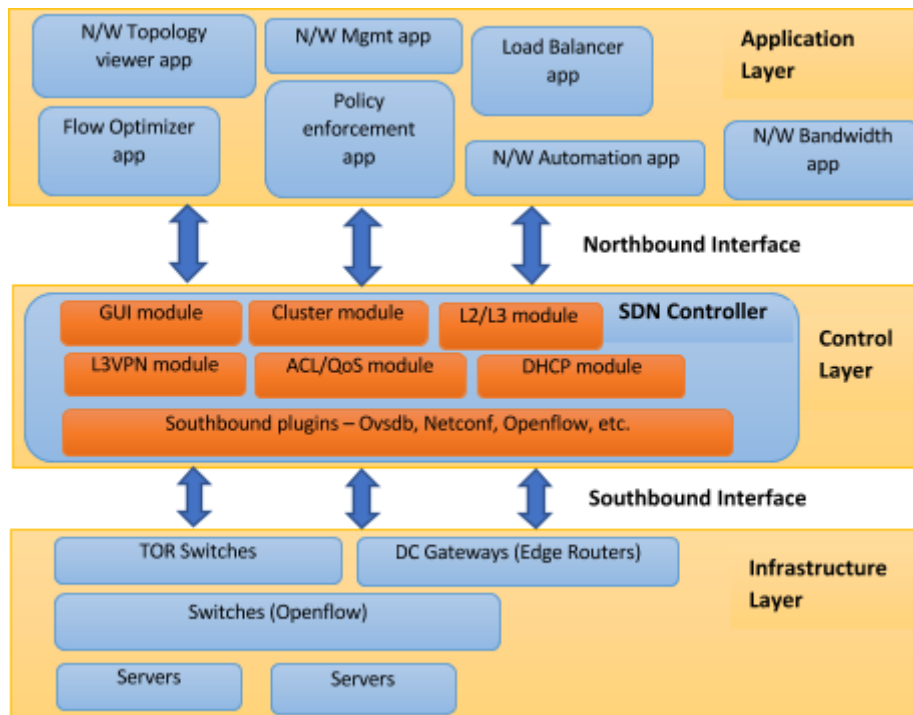 N/W Topology
viewer app
N/W Mgmt app
Load Balancer
app
Application
Layer
Flow Optimizer
app
Policy
enforcement
app
N/W Automation app
N/W Bandwidth
app
Northbound Interface
GUI module
Cluster module
L2/L3 module
SDN Controller
L3VPN module
ACL/QoS module
DHCP module
Control
Layer
Southbound plugins – Ovsdb, Netconf, Openflow, etc.
Southbound Interface
TOR Switches
DC Gateways (Edge Routers)
Infrastructure
Layer
Switches (Openflow)
Servers
Servers